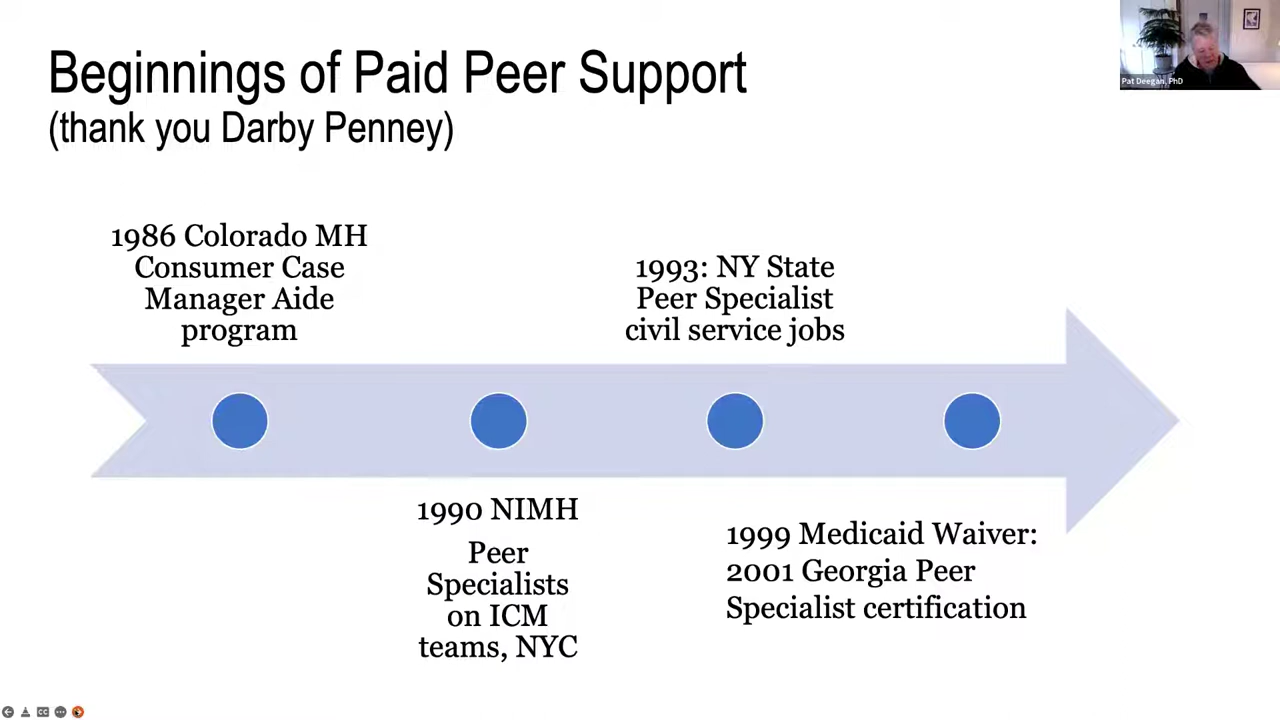 Beginnings of Paid Peer Support
(thank you Darby Penney)
Pat Deegan, PhD
1986 Colorado MH
Consumer Case
Manager Aide
program
1990 NIMH
Peer
Specialists
on ICM
teams, NYC
1993: NY State
Peer Specialist
civil service jobs
1999 Medicaid Waiver:
2001 Georgia Peer
Specialist certification
CC